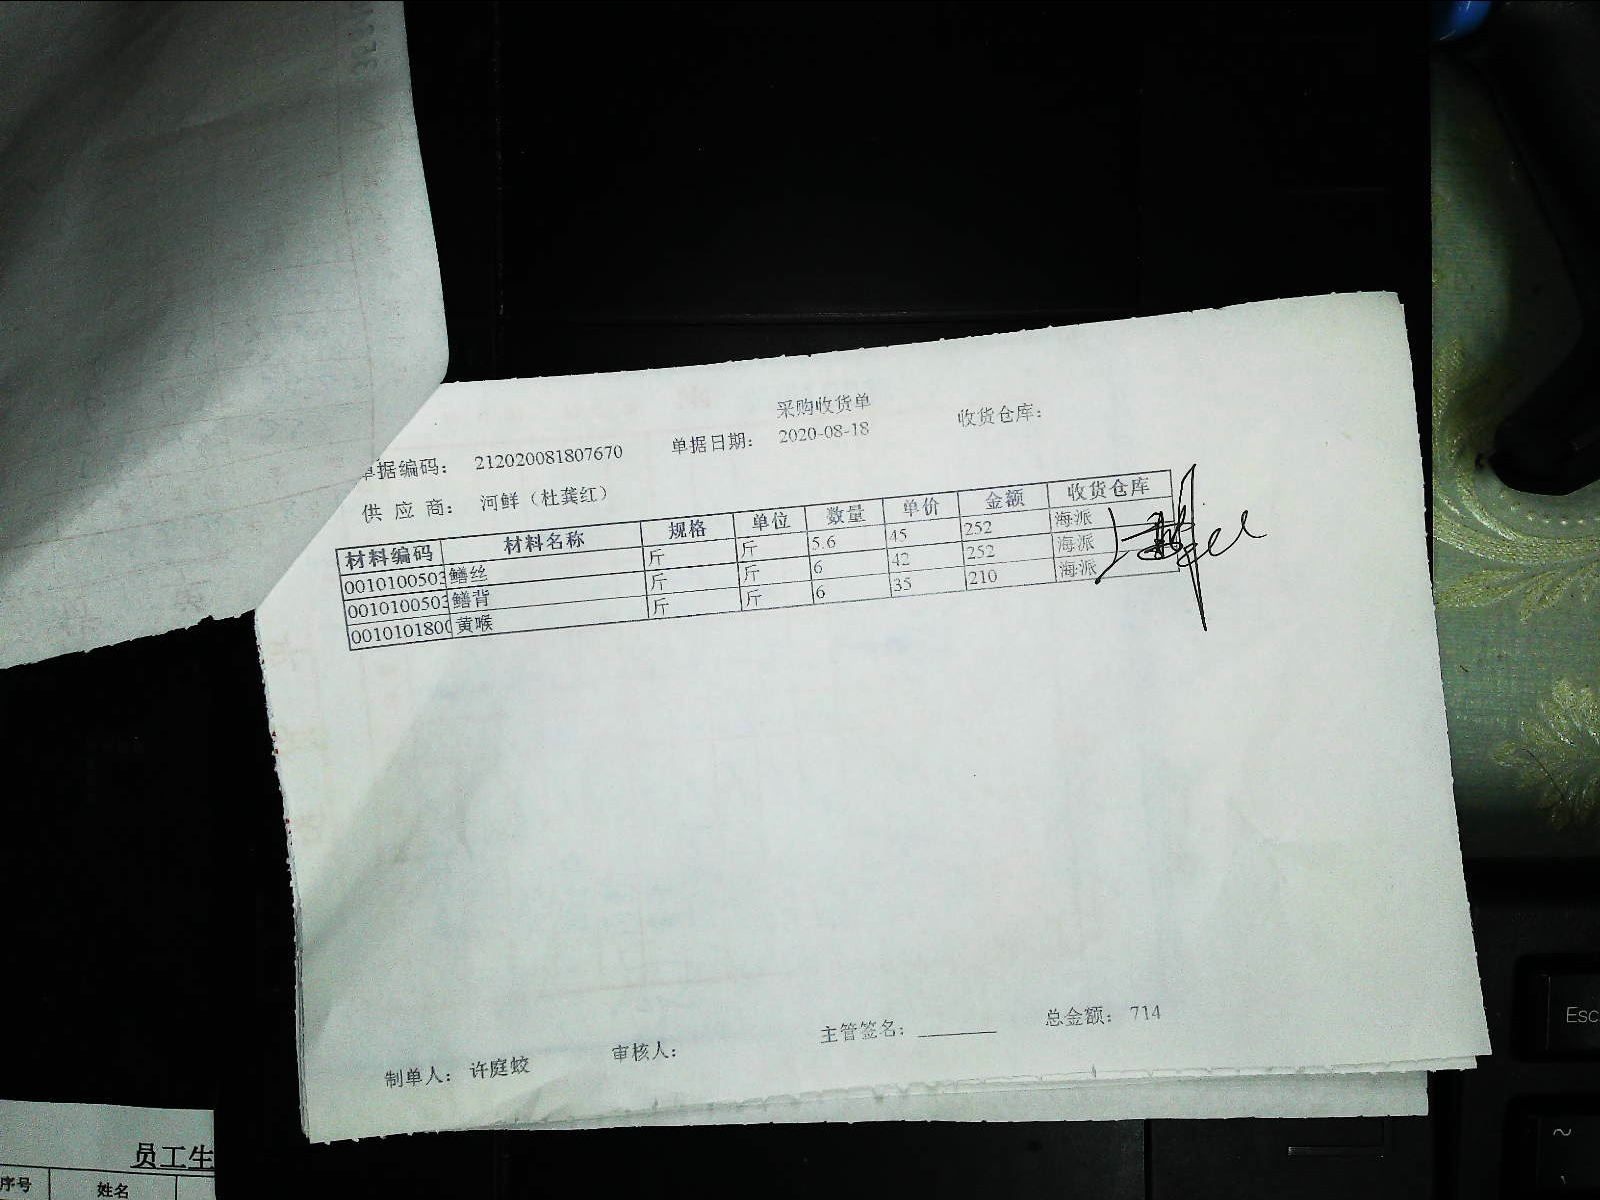 采购收货单
单据编码: 212020081807670 单据日期: 2020-08-18 收货仓库:
供 应 商: 河鲜（杜龚红）
材料编码 材料名称 规格 单位 数量 单价 金额 收货仓库
0010100503 鳝丝 斤 斤 5.6 45 252 海派
0010100503 鳝背 斤 斤 6 42 252 海派
0010101800 黄喉 斤 斤 6 35 210 海派
制单人: 许庭蛟 审核人: 主管签名: ________ 总金额: 714
员工生
序号 姓名
Esc
~